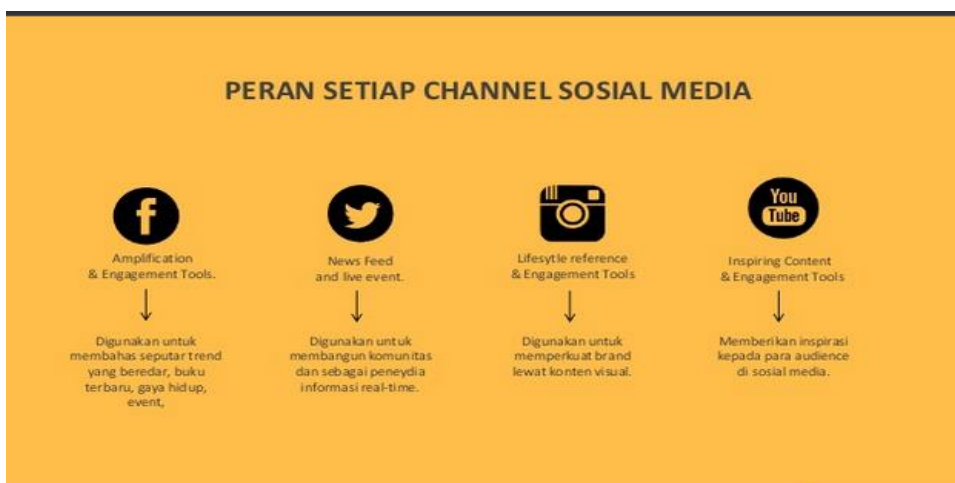 PERAN SETIAP CHANNEL SOSIAL MEDIA
f
Amplification
& Engagement Tools.
Digunakan untuk
membahas seputar trend
yang beredar, buku
terbaru, gaya hidup,
event,
News Feed
and live event.
Digunakan untuk
membangun komunitas
dan sebagai peneydia
informasi real-time.
Lifesytle reference
& Engagement Tools
Digunakan untuk
memperkuat brand
lewat konten visual.
You
Tube
Inspiring Content
& Engagement Tools
Memberikan inspirasi
kepada para audience
di sosial media.